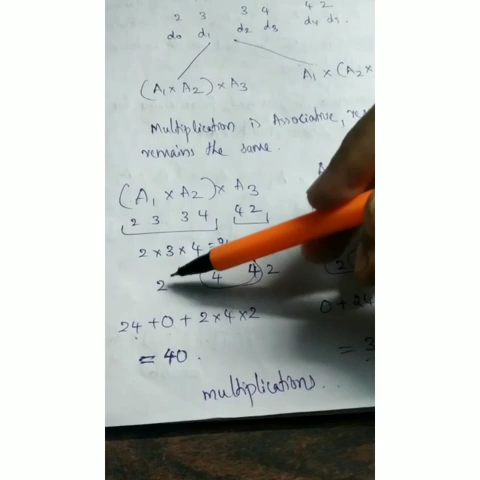 2 3 3 4 4 2
d0 d1 d2 d3 d4 d5.
(A1 x A2) x A3 A1 x (A2 x
Multiplication is Associative,
remains the same.
(A1 x A2) x A3
2 3 3 4 4 2
2 x 3 x 4 =
2 4 4 2
24 + 0 + 2 x 4 x 2 0 + 24
= 40. = 3
multiplications..